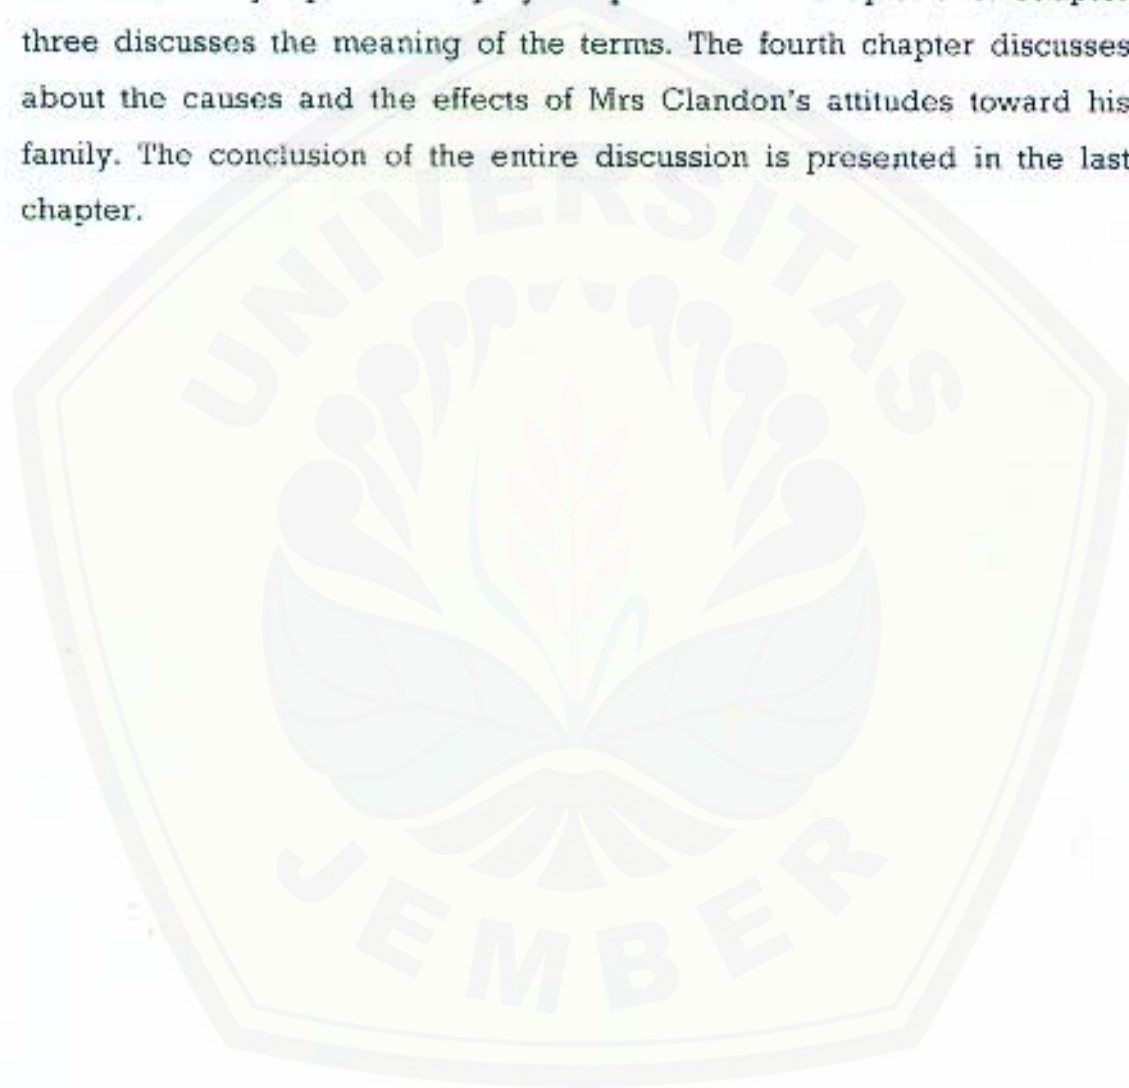 three discusses the meaning of the terms. The fourth chapter discusses
about the causes and the effects of Mrs Clandon's attitudes toward his
family. The conclusion of the entire discussion is presented in the last
chapter.
UNIVERSITAS
JEMBER